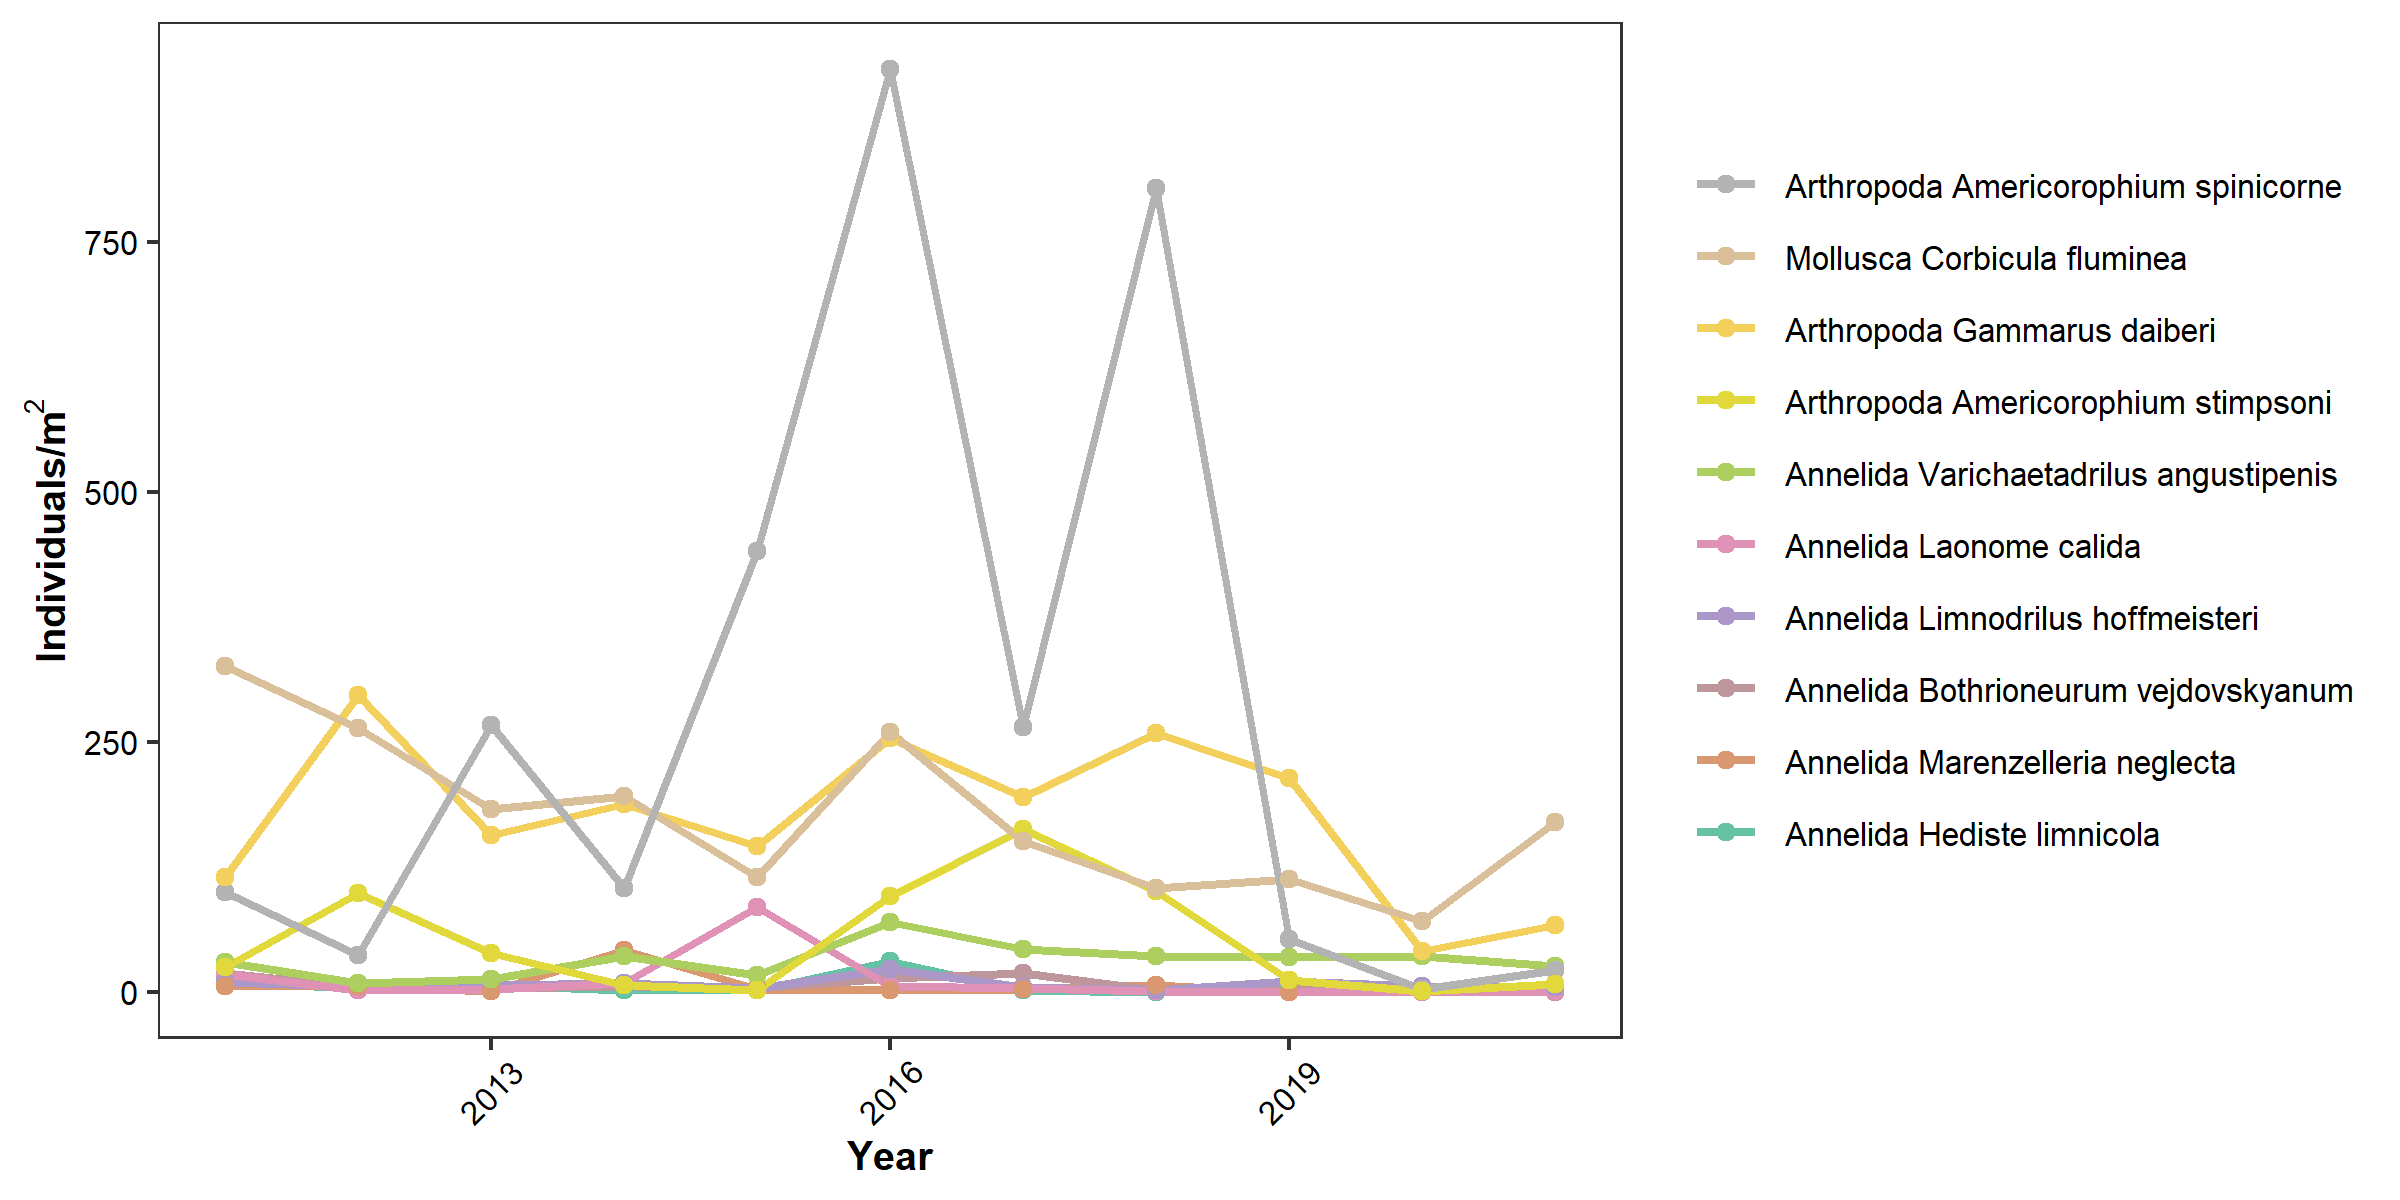 Individuals/m²
750
500
250
0
2013
2016
2019
Year
Arthropoda Americorophium spinicorne
Mollusca Corbicula fluminea
Arthropoda Gammarus daiberi
Arthropoda Americorophium stimpsoni
Annelida Varichaetadrilus angustipenis
Annelida Laonome calida
Annelida Limnodrilus hoffmeisteri
Annelida Bothrioneurum vejdovskyanum
Annelida Marenzelleria neglecta
Annelida Hediste limnicola